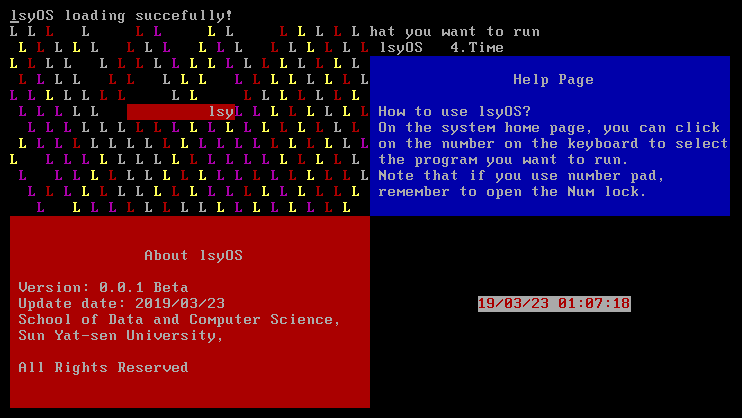 lsyOS loading succefully!
hat you want to run
lsyOS 4.Time
Help Page
How to use lsyOS?
On the system home page, you can click
on the number on the keyboard to select
the program you want to run.
Note that if you use number pad,
remember to open the Num lock.
lsy
About lsyOS
Version: 0.0.1 Beta
Update date: 2019/03/23
School of Data and Computer Science,
Sun Yat-sen University,
All Rights Reserved
19/03/23 01:07:18